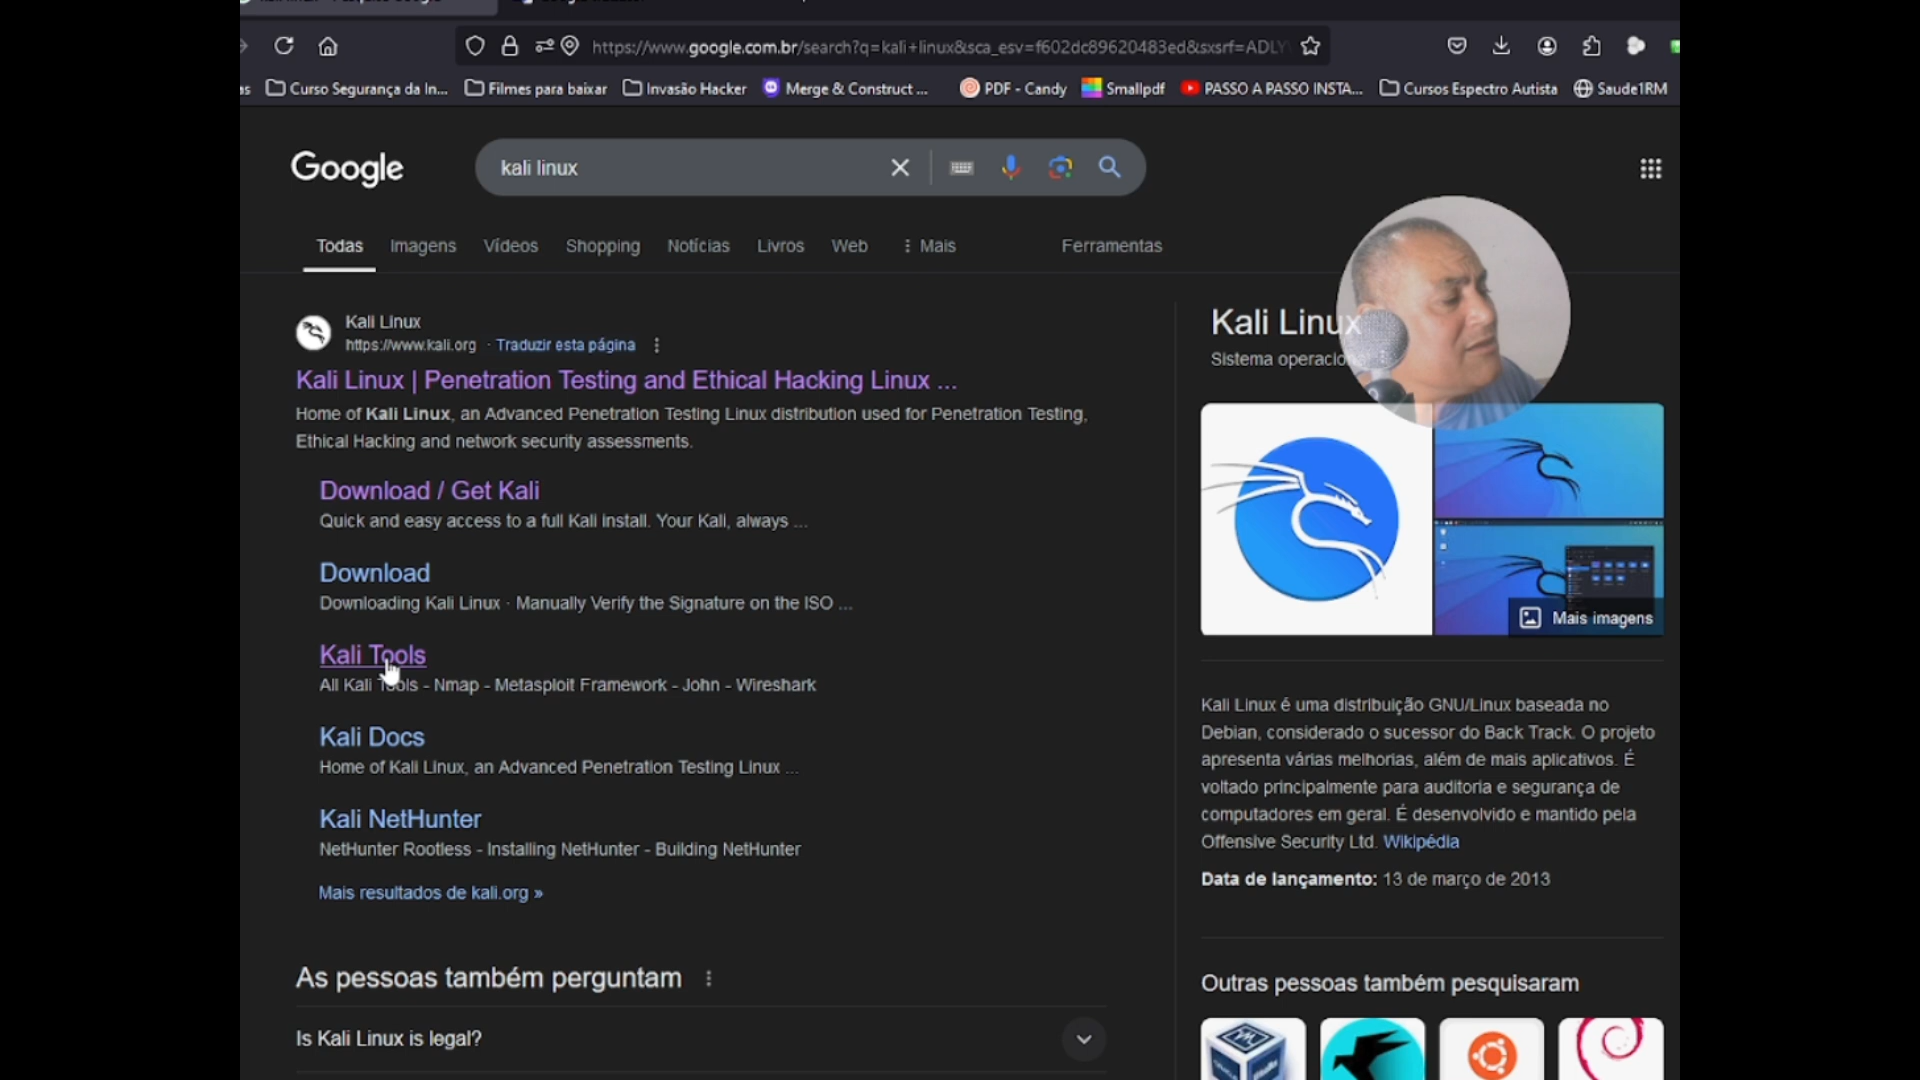 https://www.google.com.br/search?q=kali+linux&sca_esv=f602dc89620483ed&sxsrf=ADLY
as Curso Segurança da In... Filmes para baixar Invasão Hacker Merge & Construct ... PDF - Candy Smallpdf PASSO A PASSO INSTA... Cursos Espectro Autista Saude1RM
Google
kali linux
Todas Imagens Vídeos Shopping Notícias Livros Web Mais Ferramentas
Kali Linux
https://www.kali.org · Traduzir esta página
Kali Linux | Penetration Testing and Ethical Hacking Linux ...
Home of Kali Linux, an Advanced Penetration Testing Linux distribution used for Penetration Testing,
Ethical Hacking and network security assessments.
Download / Get Kali
Quick and easy access to a full Kali install. Your Kali, always ...
Download
Downloading Kali Linux · Manually Verify the Signature on the ISO ...
Kali Tools
All Kali Tools - Nmap - Metasploit Framework - John - Wireshark
Kali Docs
Home of Kali Linux, an Advanced Penetration Testing Linux ...
Kali NetHunter
NetHunter Rootless - Installing NetHunter - Building NetHunter
Mais resultados de kali.org »
As pessoas também perguntam
Is Kali Linux is legal?
Kali Linux
Sistema operacio
Mais imagens
Kali Linux é uma distribuição GNU/Linux baseada no
Debian, considerado o sucessor do Back Track. O projeto
apresenta várias melhorias, além de mais aplicativos. É
voltado principalmente para auditoria e segurança de
computadores em geral. É desenvolvido e mantido pela
Offensive Security Ltd. Wikipédia
Data de lançamento: 13 de março de 2013
Outras pessoas também pesquisaram